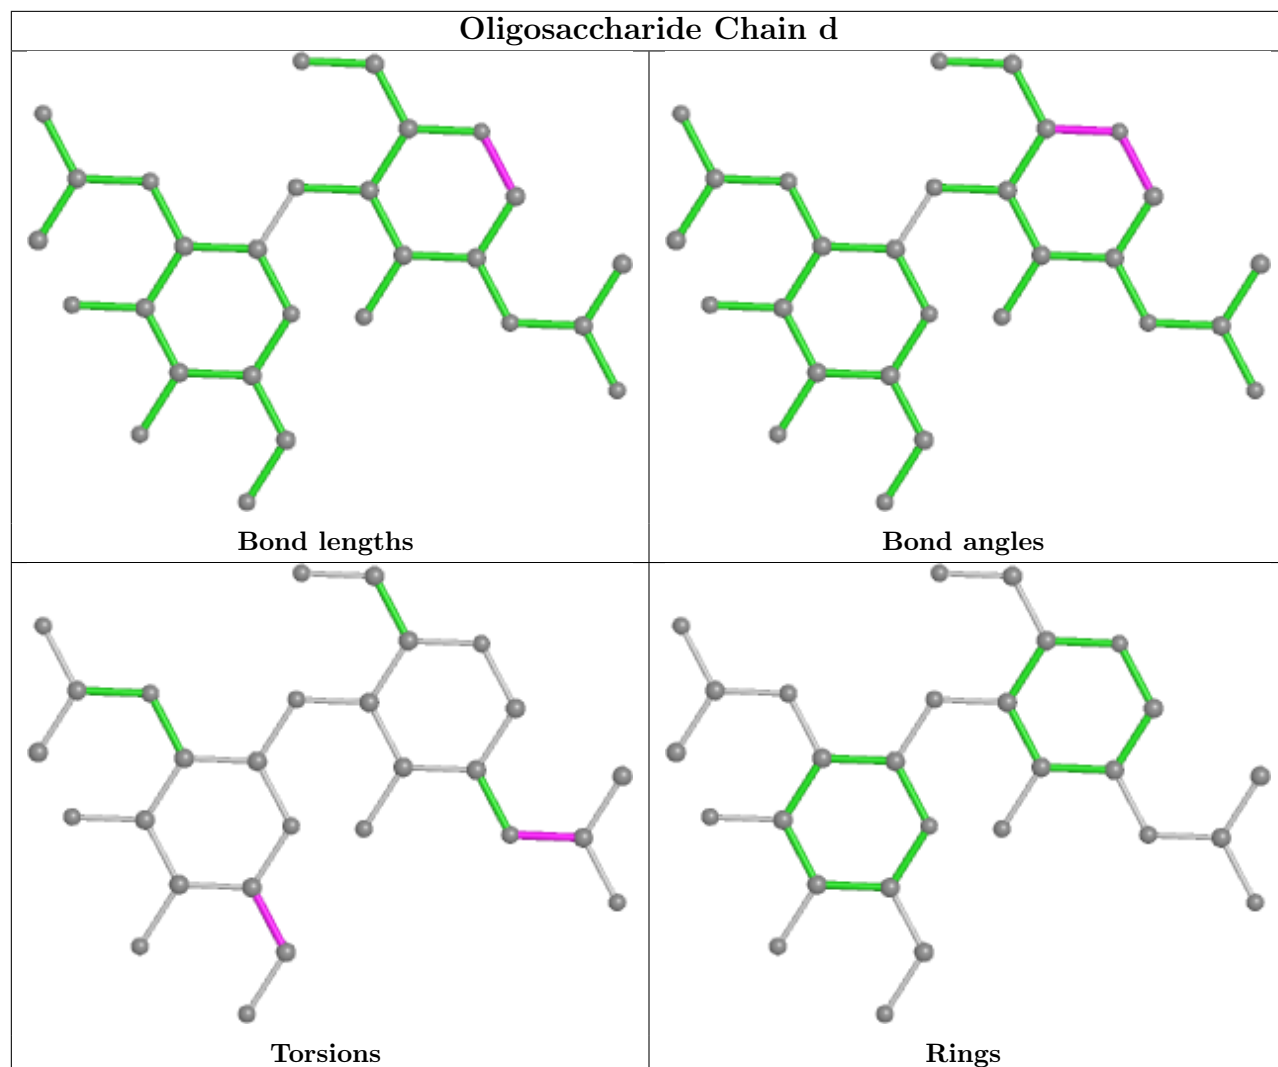 Oligosaccharide Chain d
Bond lengths
Bond angles
Torsions
Rings